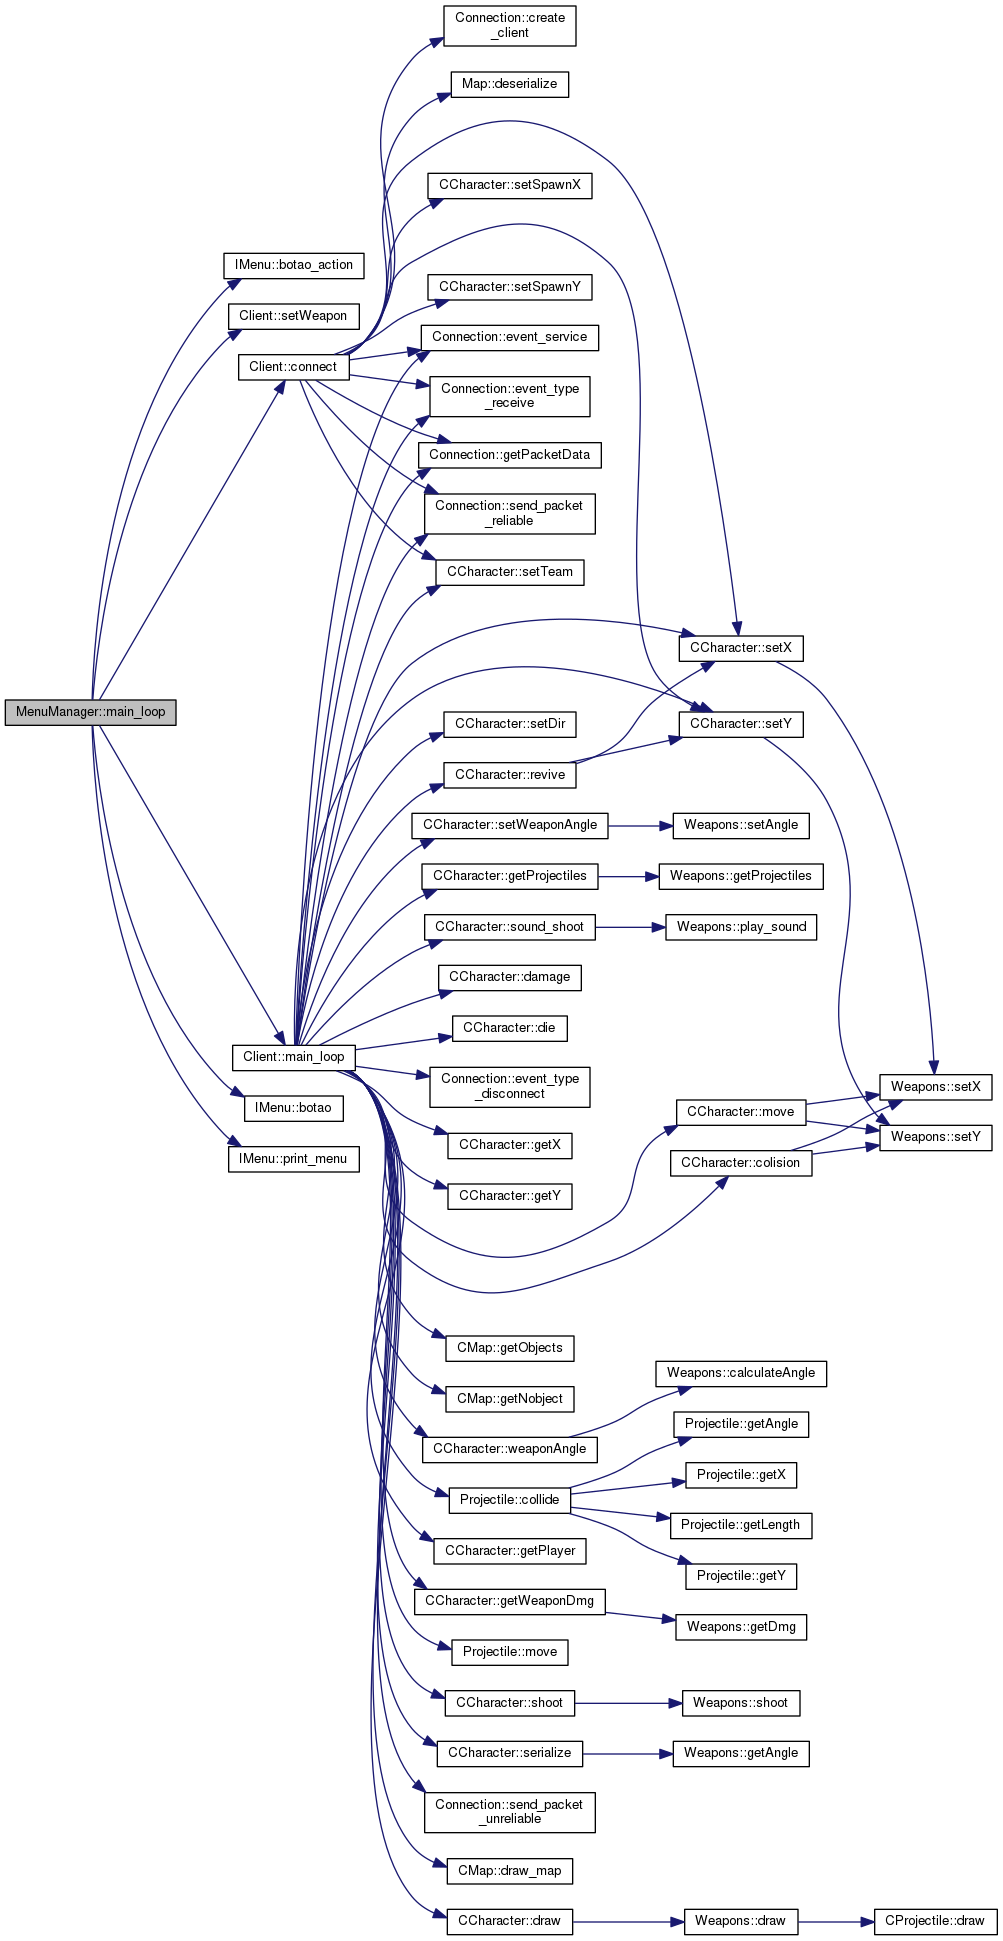 Connection::create
_client
Map::deserialize
CCharacter::setSpawnX
IMenu::botao_action
CCharacter::setSpawnY
Client::setWeapon
Connection::event_service
Client::connect
Connection::event_type
_receive
Connection::getPacketData
Connection::send_packet
_reliable
CCharacter::setTeam
CCharacter::setX
MenuManager::main_loop
CCharacter::setDir
CCharacter::setY
CCharacter::revive
CCharacter::setWeaponAngle
Weapons::setAngle
CCharacter::getProjectiles
Weapons::getProjectiles
CCharacter::sound_shoot
Weapons::play_sound
CCharacter::damage
CCharacter::die
Client::main_loop
Connection::event_type
_disconnect
Weapons::setX
IMenu::botao
CCharacter::move
CCharacter::getX
Weapons::setY
IMenu::print_menu
CCharacter::colision
CCharacter::getY
CMap::getObjects
Weapons::calculateAngle
CMap::getNobject
Projectile::getAngle
CCharacter::weaponAngle
Projectile::getX
Projectile::collide
Projectile::getLength
CCharacter::getPlayer
Projectile::getY
CCharacter::getWeaponDmg
Weapons::getDmg
Projectile::move
CCharacter::shoot
Weapons::shoot
CCharacter::serialize
Weapons::getAngle
Connection::send_packet
_unreliable
CMap::draw_map
CCharacter::draw
Weapons::draw
CProjectile::draw